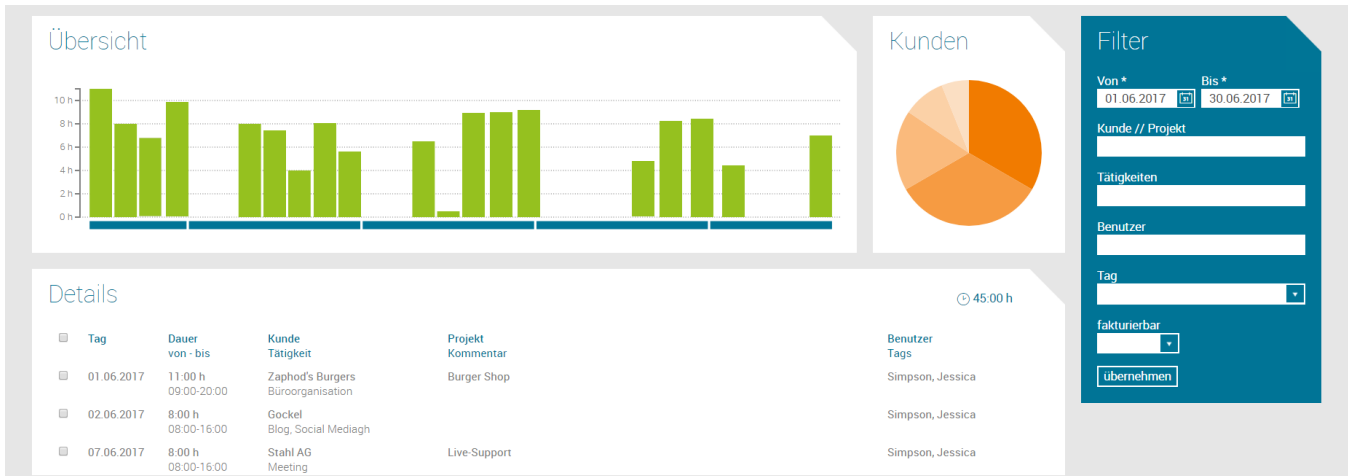 Übersicht
10 h
8 h
6 h
4 h
2 h
0 h
Kunden
Filter
Von * Bis *
01.06.2017 31 30.06.2017 31
Kunde // Projekt
Tätigkeiten
Benutzer
Tag
fakturierbar
übernehmen
Details
45:00 h
Tag Dauer Kunde Projekt Benutzer
von - bis Tätigkeit Kommentar Tags
01.06.2017 11:00 h Zaphod's Burgers Burger Shop Simpson, Jessica
09:00-20:00 Büroorganisation
02.06.2017 8:00 h Gockel Simpson, Jessica
08:00-16:00 Blog, Social Mediagh
07.06.2017 8:00 h Stahl AG Live-Support Simpson, Jessica
08:00-16:00 Meeting